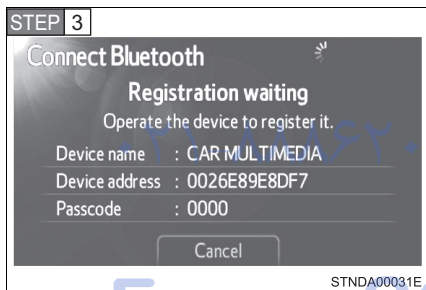 STEP 3
Connect Bluetooth
Registration waiting
Operate the device to register it.
Device name : CAR MULTIMEDIA
Device address : 0026E89E8DF7
Passcode : 0000
Cancel
STNDA00031E